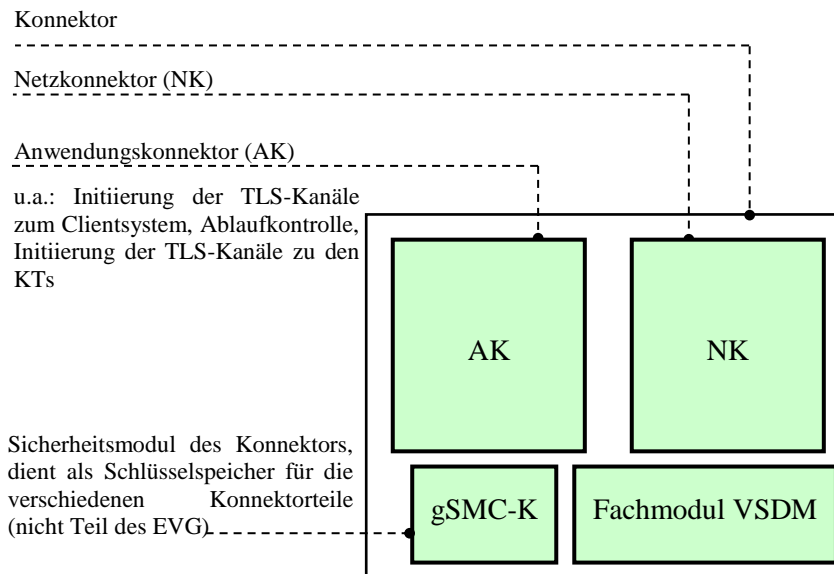 Konnektor
Netzkonnektor (NK)
Anwendungskonnektor (AK)
u.a.: Initiierung der TLS-Kanäle
zum Clientsystem, Ablaufkontrolle,
Initiierung der TLS-Kanäle zu den
KTs
AK
NK
Sicherheitsmodul des Konnektors,
dient als Schlüsselspeicher für die
verschiedenen Konnektorteile
(nicht Teil des EVG)
gSMC-K
Fachmodul VSDM